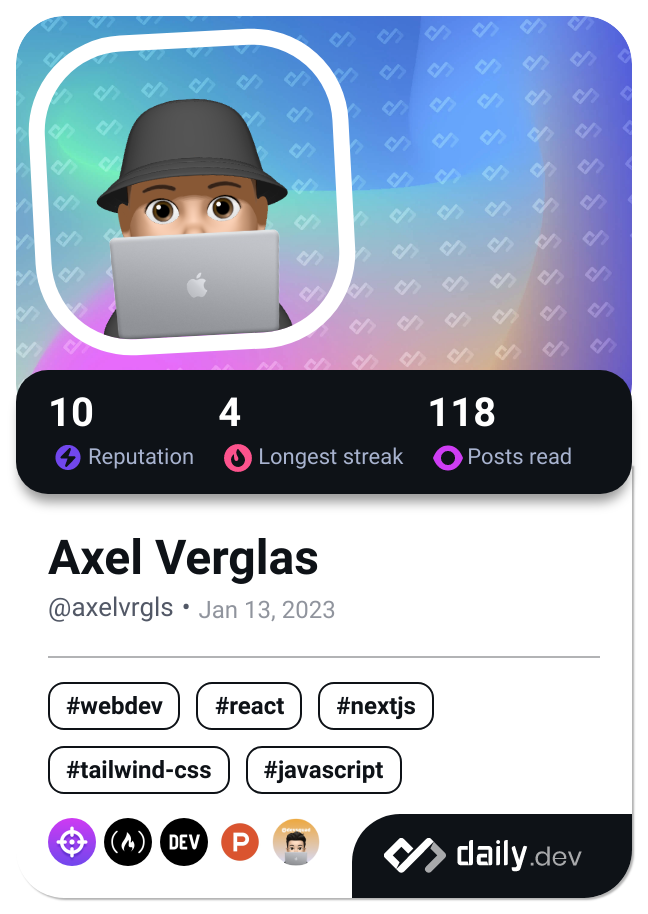 10 4 118
Reputation Longest streak Posts read
Axel Verglas
@axelvrgls • Jan 13, 2023
#webdev #react #nextjs
#tailwind-css #javascript
DEV P
daily.dev